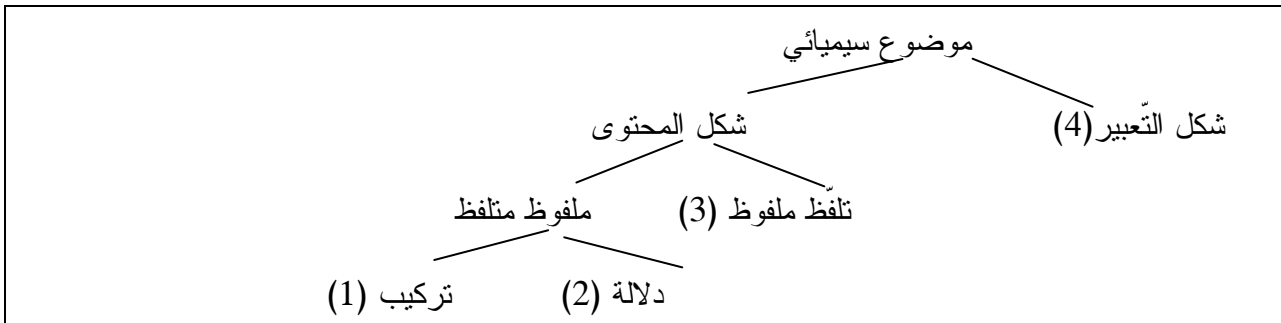 موضوع سيميائي
شكل التّعبير(4) شكل المحتوى
تلفّظ ملفوظ (3) ملفوظ متلفظ
دلالة (2) تركيب (1)